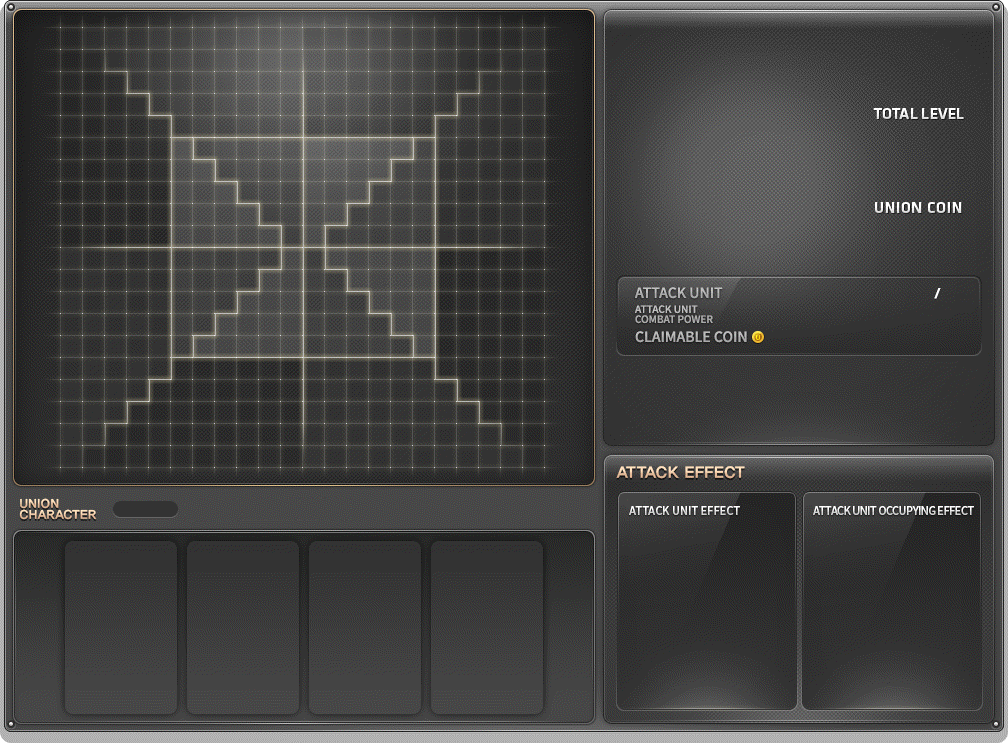 TOTAL LEVEL
UNION COIN
ATTACK UNIT /
ATTACK UNIT
COMBAT POWER
CLAIMABLE COIN
UNION
CHARACTER
ATTACK EFFECT
ATTACK UNIT EFFECT
ATTACK UNIT OCCUPYING EFFECT